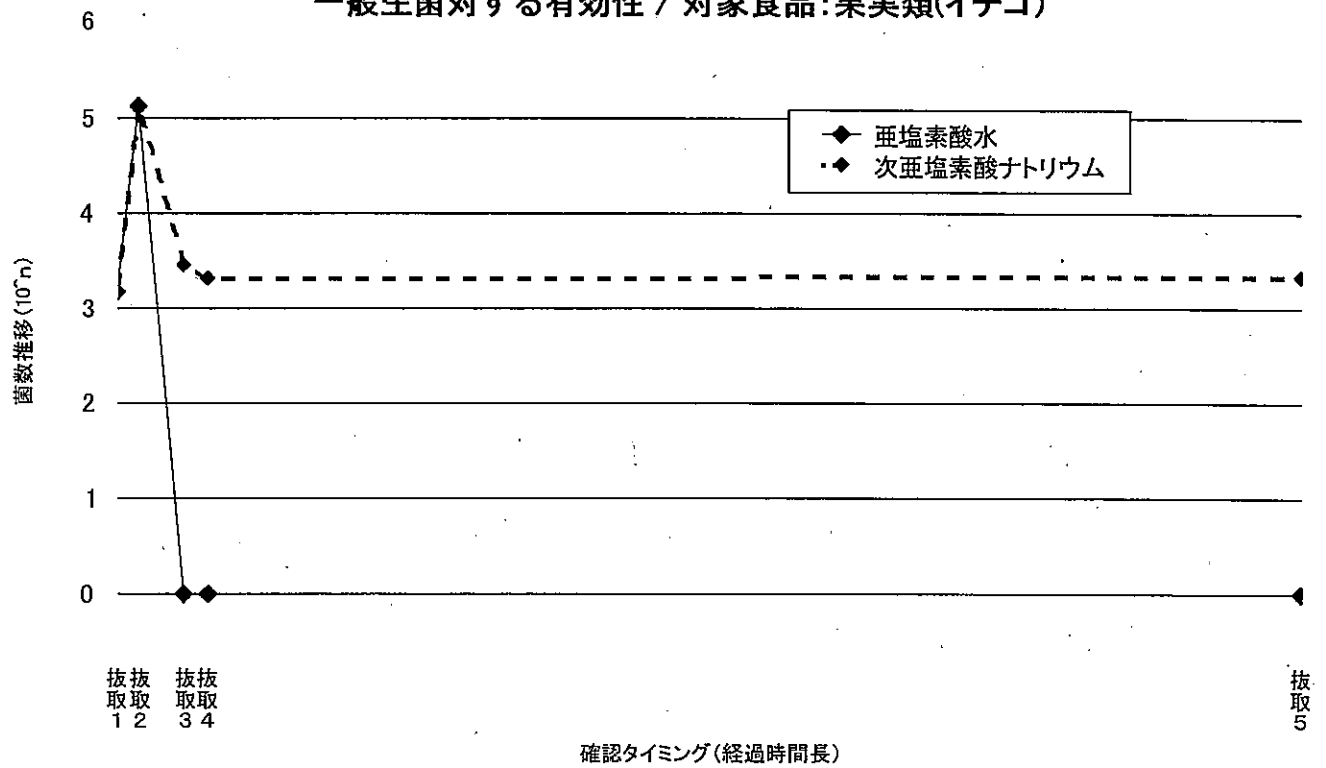 一般生菌対する有効性 / 対象食品:果実類(イチゴ)
6
5
4
3
2
1
0
菌数推移(10^n)
亜塩素酸水
次亜塩素酸ナトリウム
抜取1
抜取2
抜取3
抜取4
抜取5
確認タイミング(経過時間長)